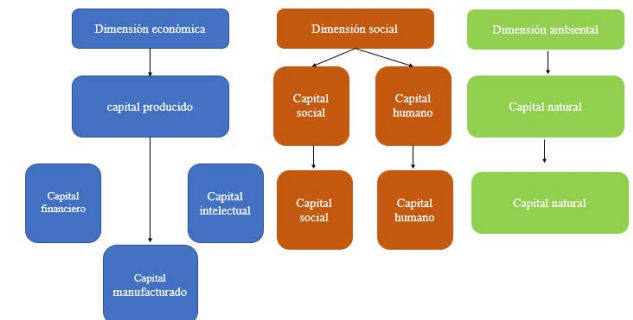 Dimensión económica
Dimensión social
Dimensión ambiental
capital producido
Capital
social
Capital
humano
Capital natural
Capital
financiero
Capital
intelectual
Capital
social
Capital
humano
Capital natural
Capital
manufacturado